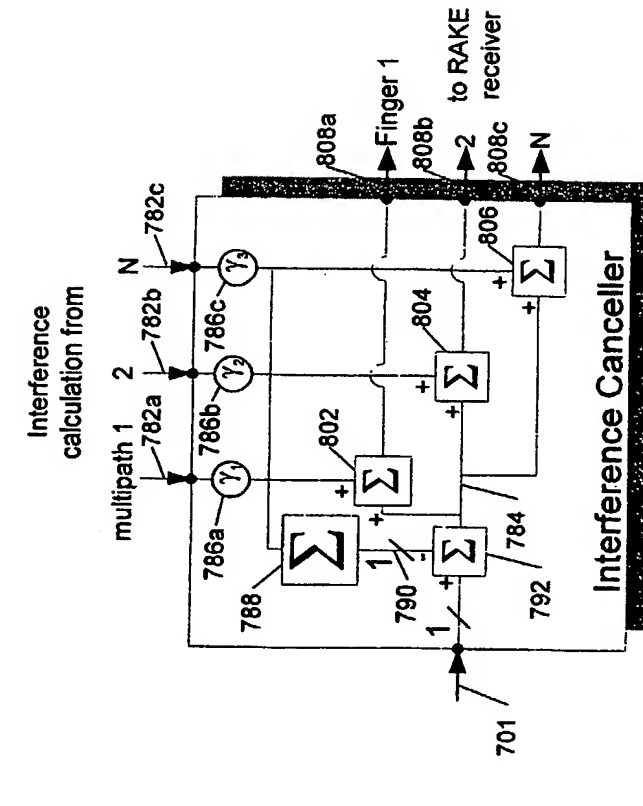 Interference
calculation from
multipath 1
2
N
782a
782b
782c
γ1
γ2
γ3
786a
786b
786c
788
Σ
1
790
802
Σ
+
+
804
Σ
+
+
806
Σ
+
+
808a
Finger 1
808b
2
808c
N
to RAKE
receiver
701
1
+
-
Σ
792
784
Interference Canceller